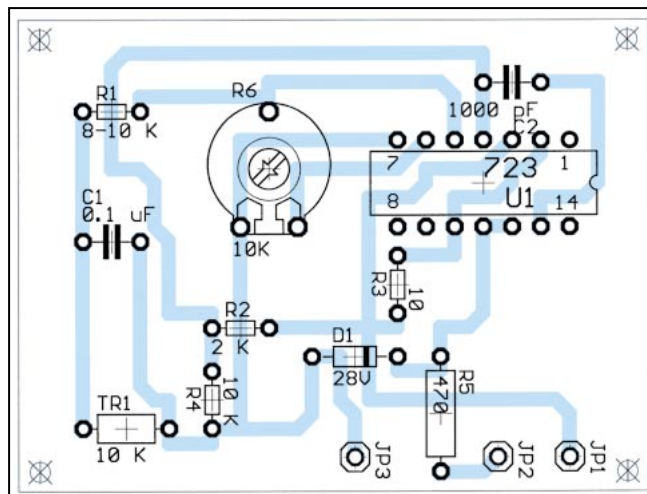 R1
8-10 K
R6
1000 pF
C2
7
723
1
8
U1
14
C1
0.1 uF
10K
R3
10
R2
2 K
D1
28V
R4
10 K
R5
470
TR1
10 K
JP3
JP2
JP1